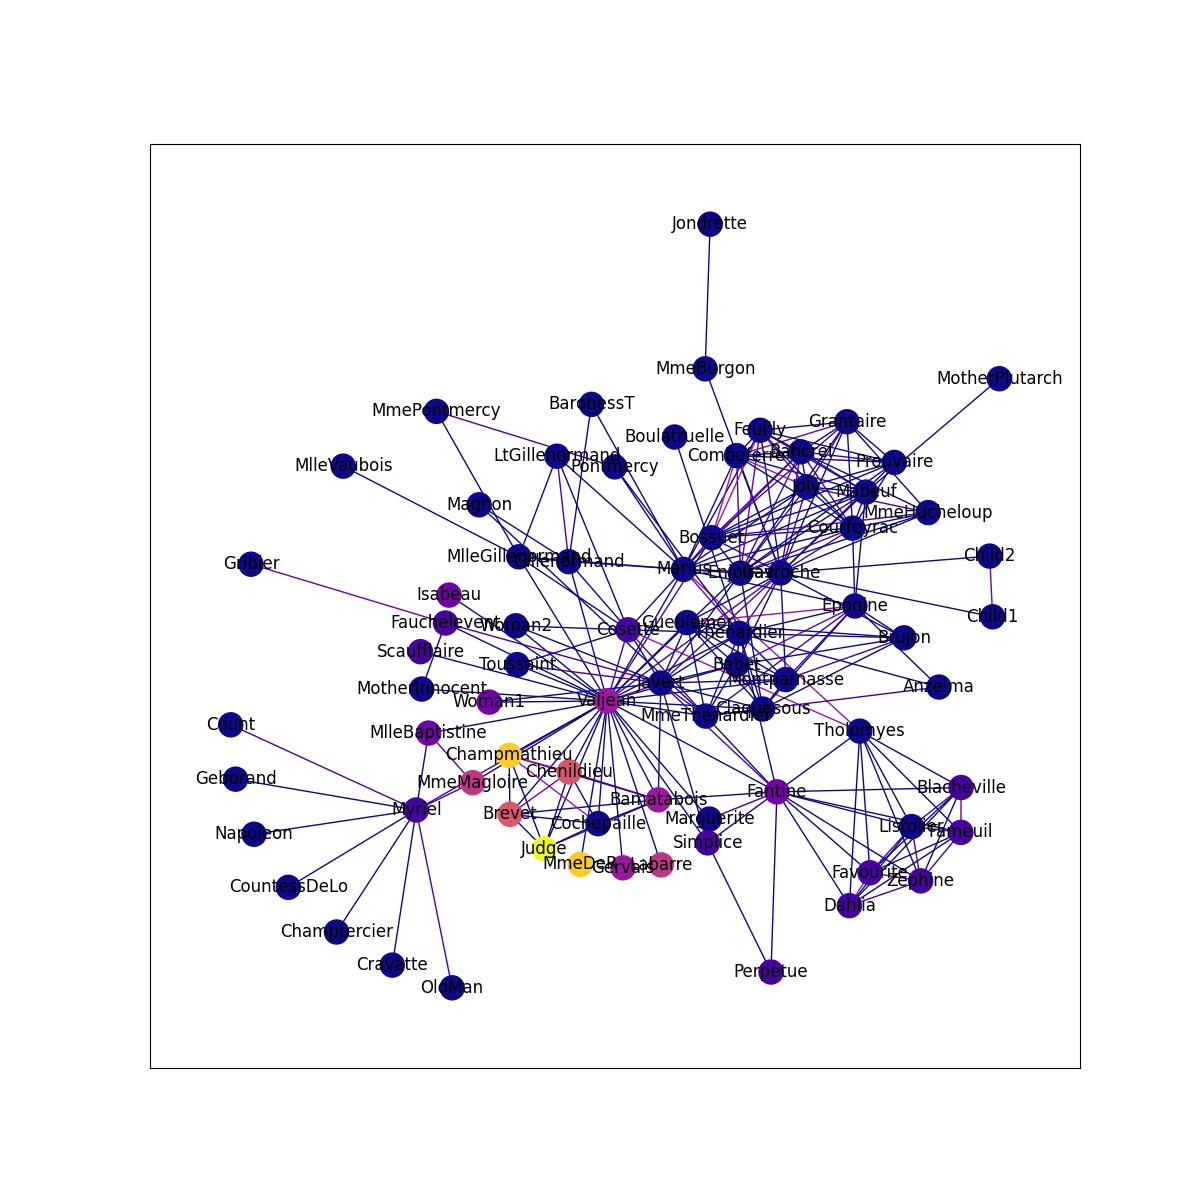 Jondrette
MmeBurgon
MotherPlutarch
BaronessT
MmePontmercy
Grantaire
Feuilly
Boulatruelle
Bahorel
LtGillenormand
Combeferre
Prouvaire
MlleVaubois
Pontmercy
Joly
Mabeuf
Magnon
MmeHucheloup
Courfeyrac
Bossuet
MlleGillenormand
Child2
Gillenormand
Gribier
Marius
Enjolras
Gavroche
Isabeau
Eponine
Child1
Fauchelevent
Gueulemer
Woman2
Cosette
Thenardier
Brujon
Scaufflaire
Toussaint
Babet
Montparnasse
Javert
Anzelma
MotherInnocent
Woman1
Valjean
Claquesous
MmeThenardier
Count
MlleBaptistine
Tholomyes
Champmathieu
Chenildieu
Geborand
MmeMagloire
Blacheville
Fantine
Bamatabois
Myriel
Brevet
Marguerite
Cochepaille
Listolier
Fameuil
Napoleon
Simplice
Judge
MmeDeR
Gervais
Labarre
Favourite
Zephine
CountessDeLo
Dahlia
Champtercier
Cravatte
Perpetue
OldMan